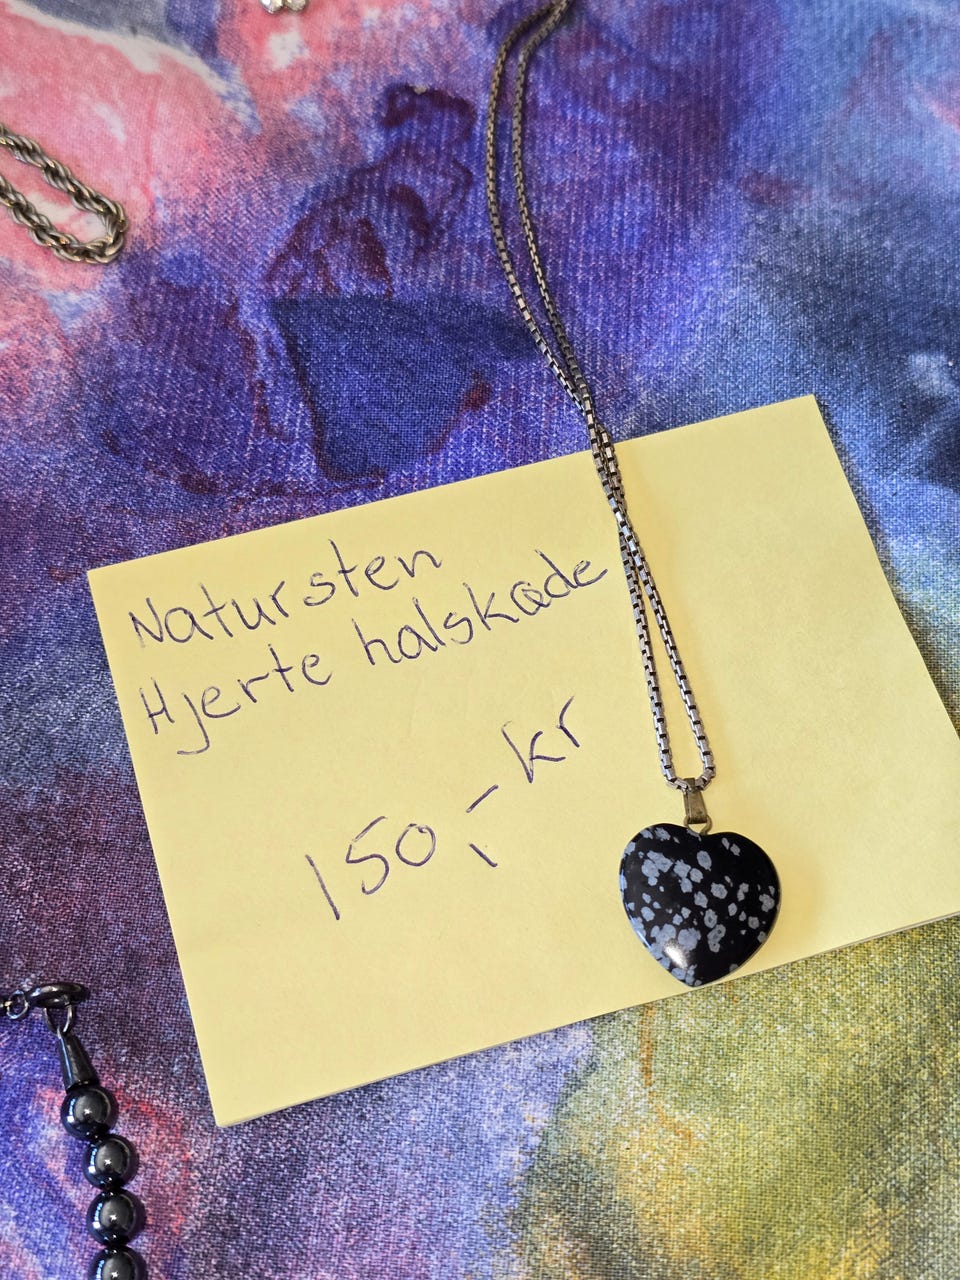 Natursten
Hjerte halskæde
150,- kr